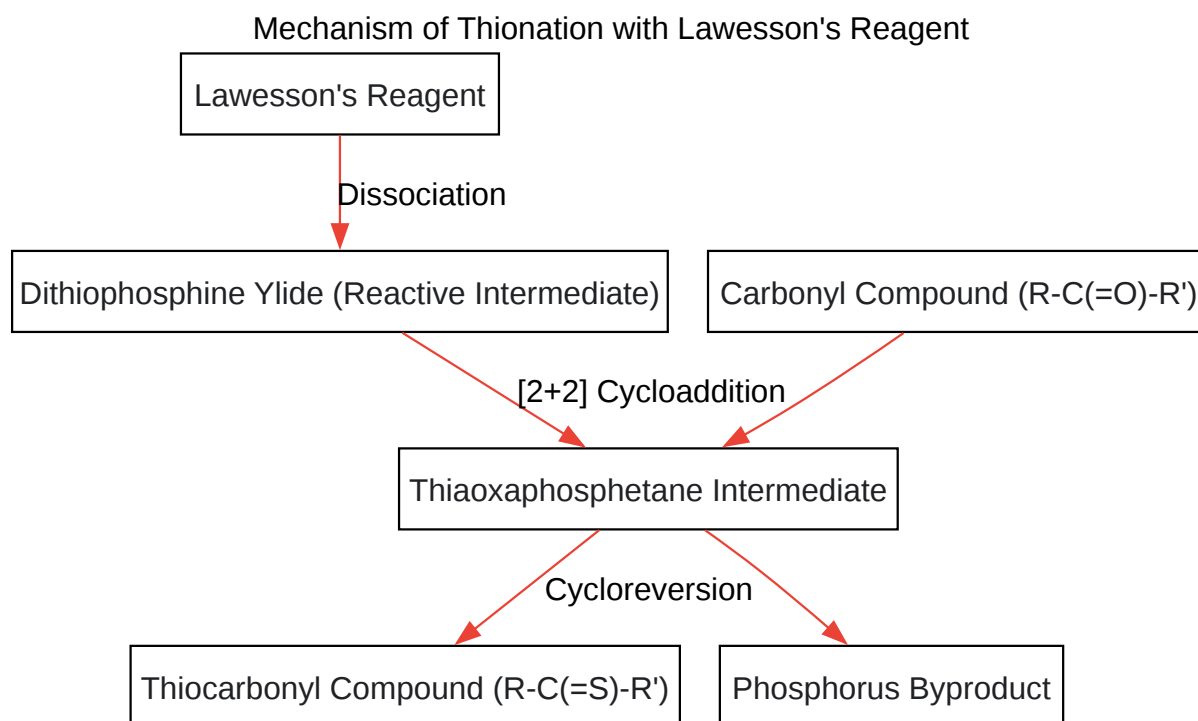 Mechanism of Thionation with Lawesson's Reagent
Lawesson's Reagent
Dissociation
Dithiophosphine Ylide (Reactive Intermediate)
Carbonyl Compound (R-C(=O)-R')
[2+2] Cycloaddition
Thiaoxaphosphetane Intermediate
Cycloreversion
Thiocarbonyl Compound (R-C(=S)-R')
Phosphorus Byproduct